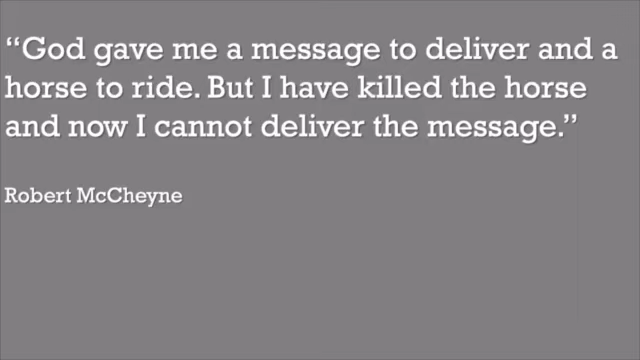 “God gave me a message to deliver and a
horse to ride. But I have killed the horse
and now I cannot deliver the message.”
Robert McCheyne